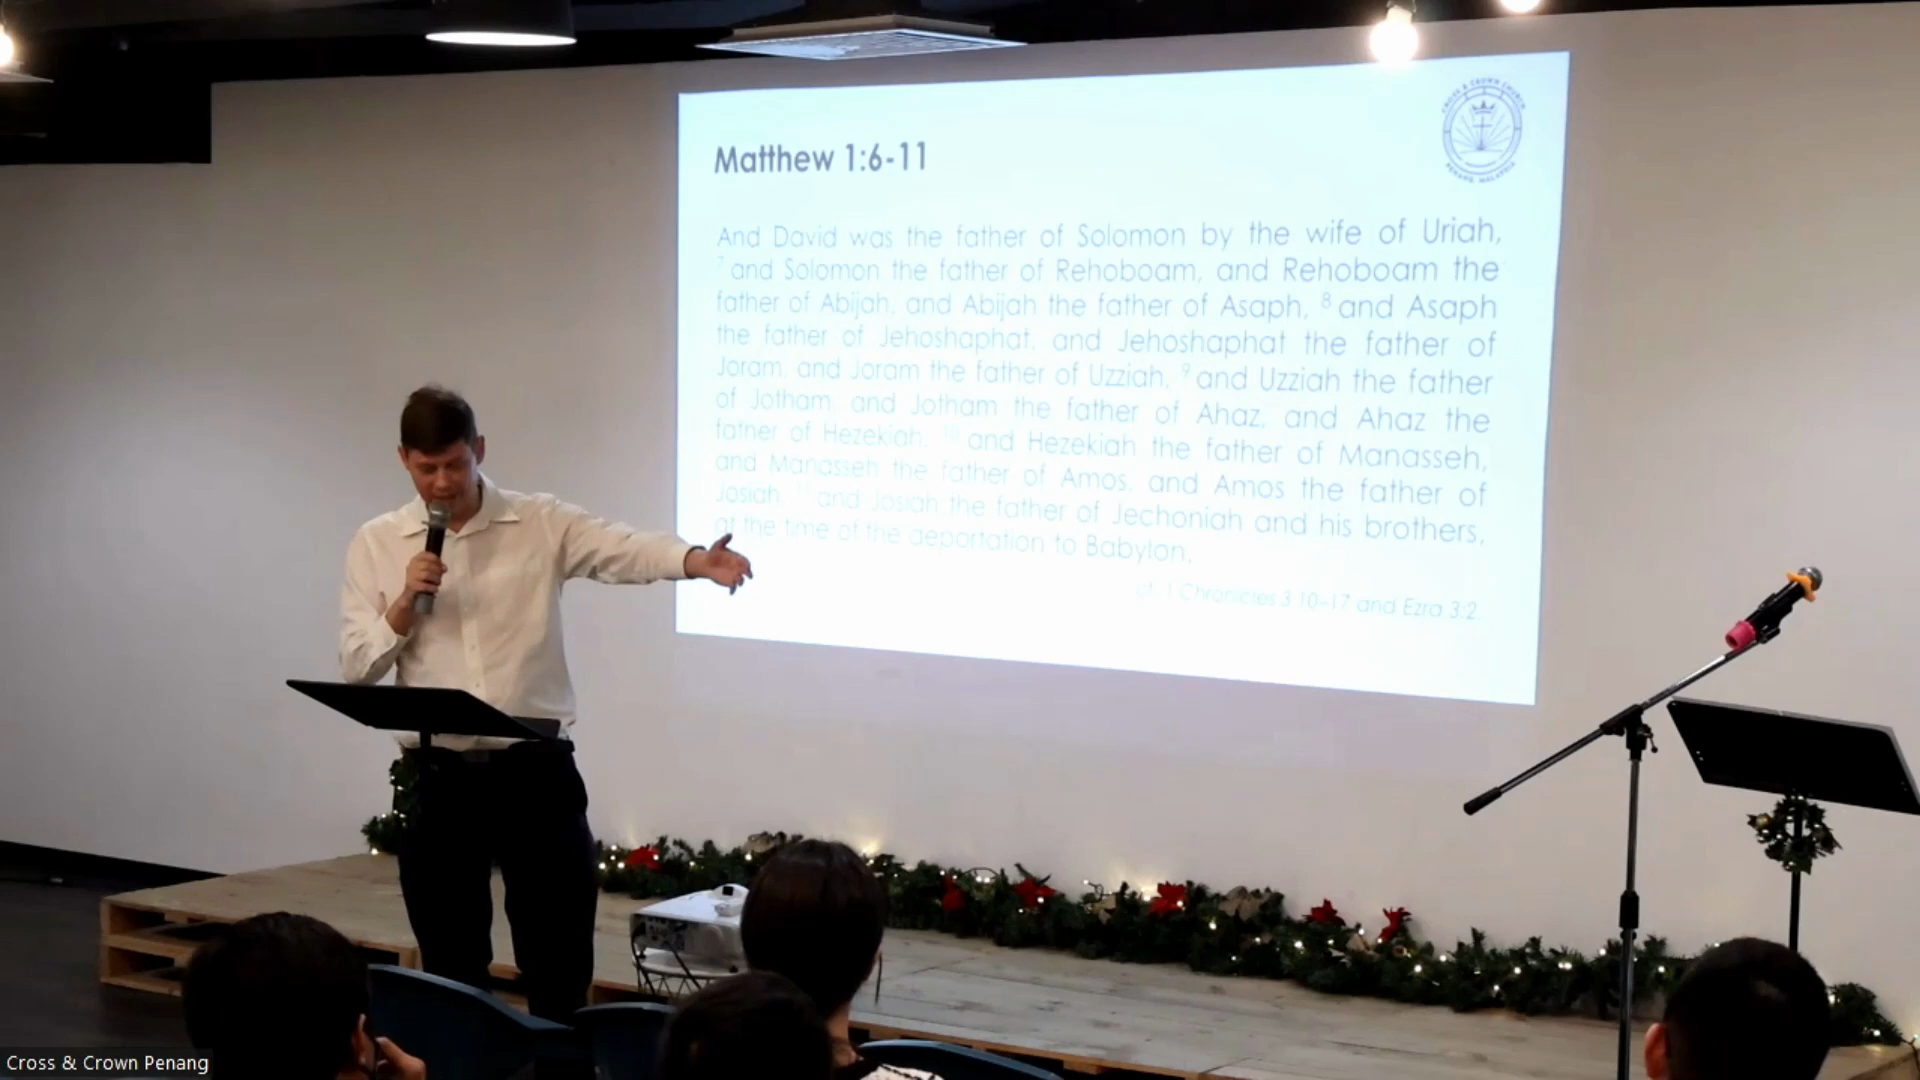 CROSS & CROWN CHURCH
PENANG, MALAYSIA
Matthew 1:6-11
And David was the father of Solomon by the wife of Uriah,
7 and Solomon the father of Rehoboam, and Rehoboam the
father of Abijah, and Abijah the father of Asaph, 8 and Asaph
the father of Jehoshaphat, and Jehoshaphat the father of
Joram, and Joram the father of Uzziah, 9 and Uzziah the father
of Jotham, and Jotham the father of Ahaz, and Ahaz the
father of Hezekiah, 10 and Hezekiah the father of Manasseh,
and Manasseh the father of Amos, and Amos the father of
Josiah, 11 and Josiah the father of Jechoniah and his brothers,
at the time of the deportation to Babylon.
cf. 1 Chronicles 3:10-17 and Ezra 3:2
Cross & Crown Penang